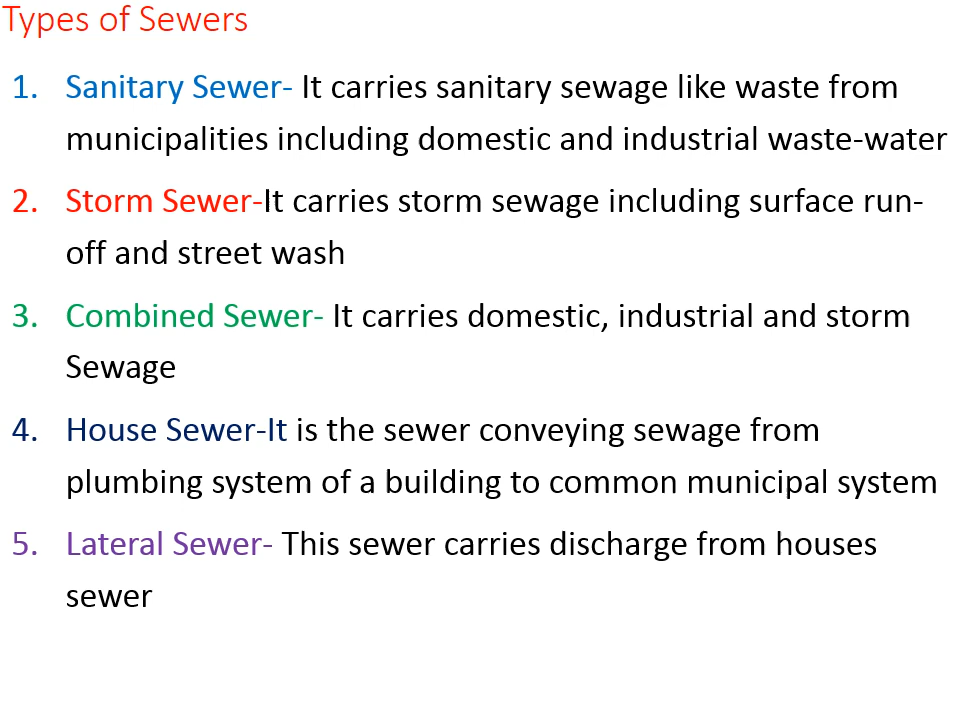 Types of Sewers
1. Sanitary Sewer- It carries sanitary sewage like waste from
municipalities including domestic and industrial waste-water
2. Storm Sewer-It carries storm sewage including surface run-
off and street wash
3. Combined Sewer- It carries domestic, industrial and storm
Sewage
4. House Sewer-It is the sewer conveying sewage from
plumbing system of a building to common municipal system
5. Lateral Sewer- This sewer carries discharge from houses
sewer